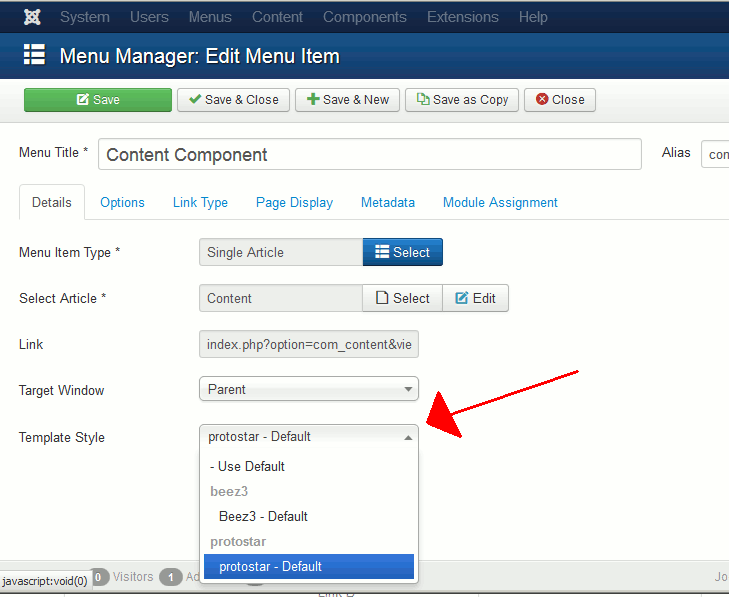 System Users Menus Content Components Extensions Help
Menu Manager: Edit Menu Item
Save Save & Close Save & New Save as Copy Close
Menu Title * Content Component Alias con
Details Options Link Type Page Display Metadata Module Assignment
Menu Item Type * Single Article Select
Select Article * Content Select Edit
Link index.php?option=com_content&vie
Target Window Parent
Template Style protostar - Default
- Use Default
beez3
Beez3 - Default
protostar
protostar - Default
javascript:void(0) 0 Visitors 1 Ad Jo